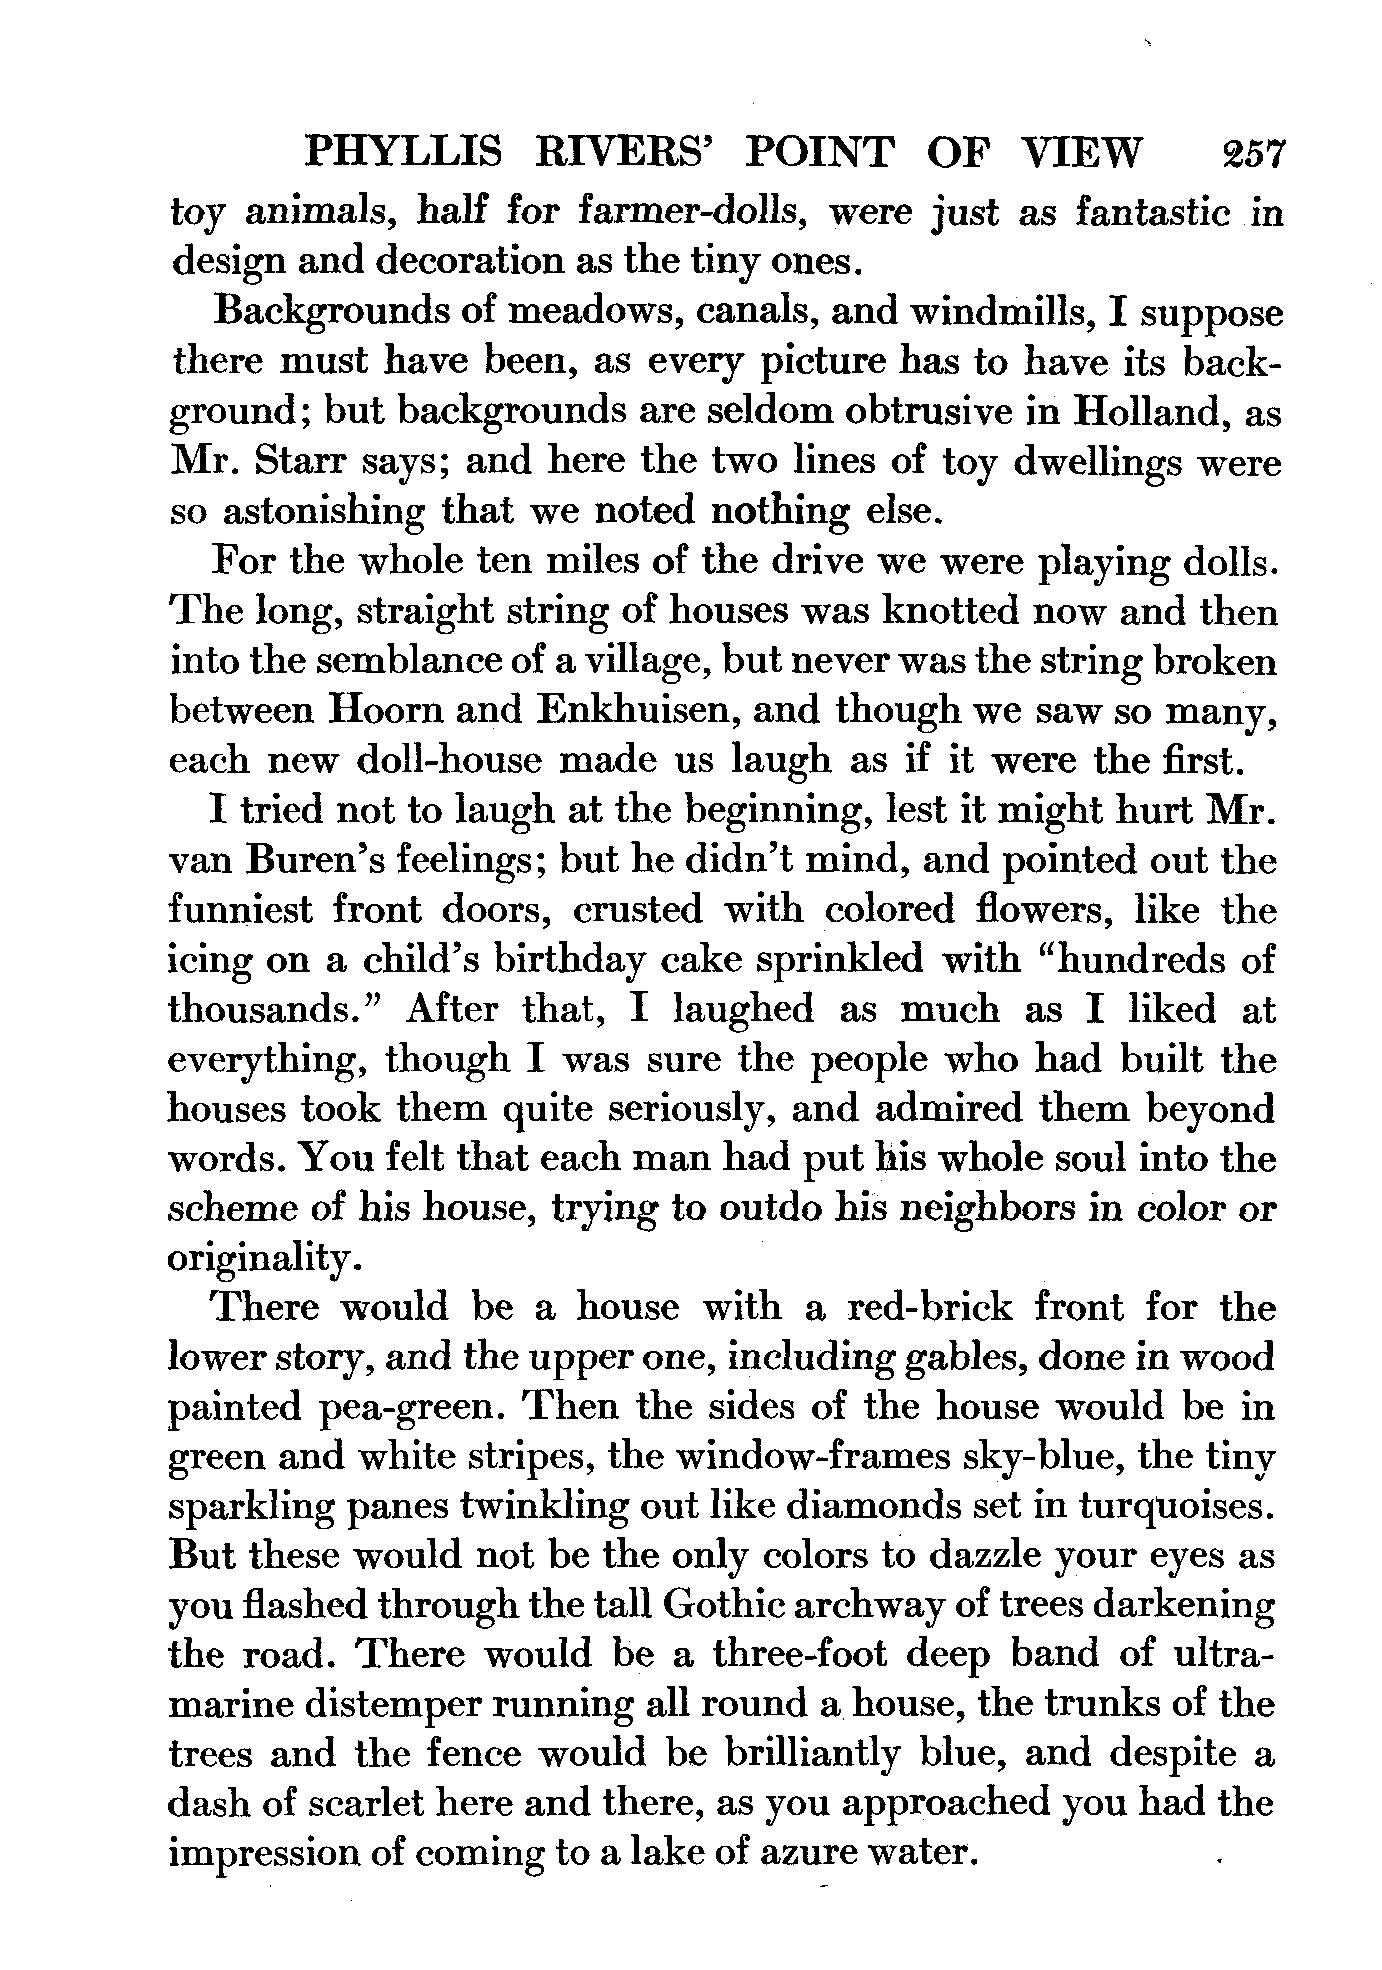 PHYLLIS RIVERS' POINT OF VIEW 257
toy animals, half for farmer-dolls, were just as fantastic in
design and decoration as the tiny ones.
Backgrounds of meadows, canals, and windmills, I suppose
there must have been, as every picture has to have its back-
ground; but backgrounds are seldom obtrusive in Holland, as
Mr. Starr says; and here the two lines of toy dwellings were
so astonishing that we noted nothing else.
For the whole ten miles of the drive we were playing dolls.
The long, straight string of houses was knotted now and then
into the semblance of a village, but never was the string broken
between Hoorn and Enkhuisen, and though we saw so many,
each new doll-house made us laugh as if it were the first.
I tried not to laugh at the beginning, lest it might hurt Mr.
van Buren's feelings; but he didn't mind, and pointed out the
funniest front doors, crusted with colored flowers, like the
icing on a child's birthday cake sprinkled with "hundreds of
thousands." After that, I laughed as much as I liked at
everything, though I was sure the people who had built the
houses took them quite seriously, and admired them beyond
words. You felt that each man had put his whole soul into the
scheme of his house, trying to outdo his neighbors in color or
originality.
There would be a house with a red-brick front for the
lower story, and the upper one, including gables, done in wood
painted pea-green. Then the sides of the house would be in
green and white stripes, the window-frames sky-blue, the tiny
sparkling panes twinkling out like diamonds set in turquoises.
But these would not be the only colors to dazzle your eyes as
you flashed through the tall Gothic archway of trees darkening
the road. There would be a three-foot deep band of ultra-
marine distemper running all round a house, the trunks of the
trees and the fence would be brilliantly blue, and despite a
dash of scarlet here and there, as you approached you had the
impression of coming to a lake of azure water.